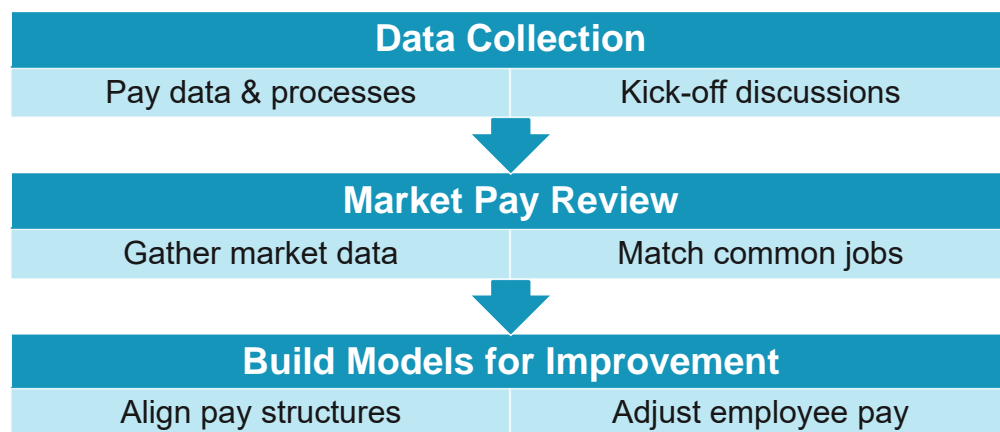 Data Collection
Pay data & processes
Kick-off discussions
Market Pay Review
Gather market data
Match common jobs
Build Models for Improvement
Align pay structures
Adjust employee pay